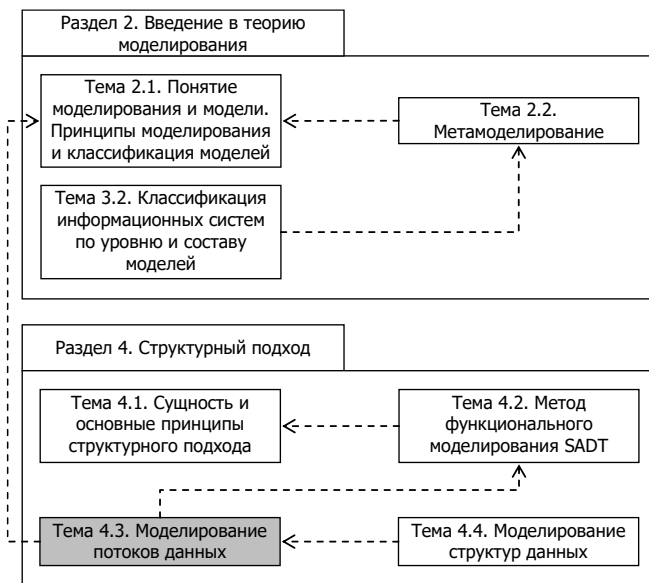 Раздел 2. Введение в теорию
моделирования
Тема 2.1. Понятие
моделирования и модели.
Принципы моделирования
и классификация моделей
Тема 2.2.
Метамоделирование
Тема 3.2. Классификация
информационных систем
по уровню и составу
моделей
Раздел 4. Структурный подход
Тема 4.1. Сущность и
основные принципы
структурного подхода
Тема 4.2. Метод
функционального
моделирования SADT
Тема 4.3. Моделирование
потоков данных
Тема 4.4. Моделирование
структур данных